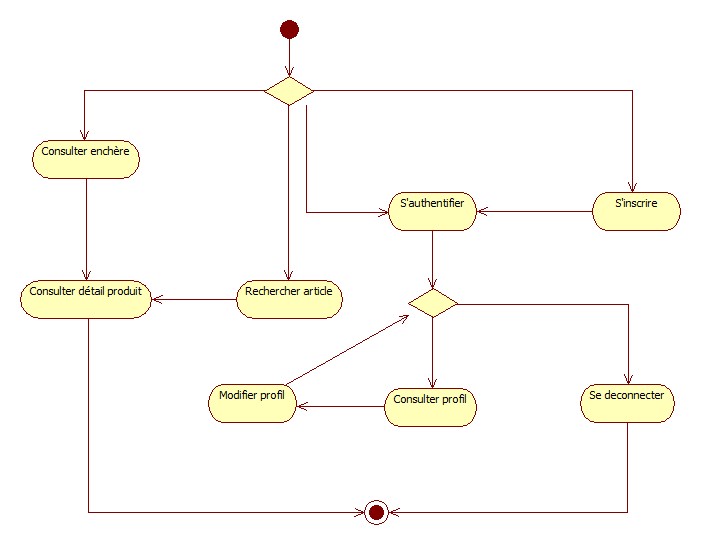 Consulter enchère
S'authentifier
S'inscrire
Consulter détail produit
Rechercher article
Modifier profil
Consulter profil
Se deconnecter